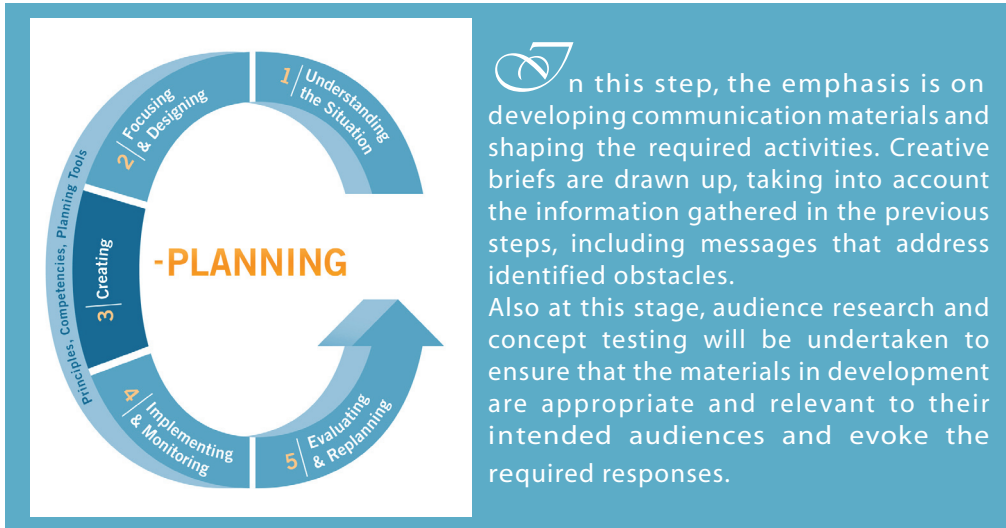 1 Understanding
the Situation
2 Focusing
& Designing
3 Creating
4 Implementing
& Monitoring
5 Evaluating
& Replanning
Principles, Competencies, Planning Tools
C-PLANNING
In this step, the emphasis is on
developing communication materials and
shaping the required activities. Creative
briefs are drawn up, taking into account
the information gathered in the previous
steps, including messages that address
identified obstacles.
Also at this stage, audience research and
concept testing will be undertaken to
ensure that the materials in development
are appropriate and relevant to their
intended audiences and evoke the
required responses.